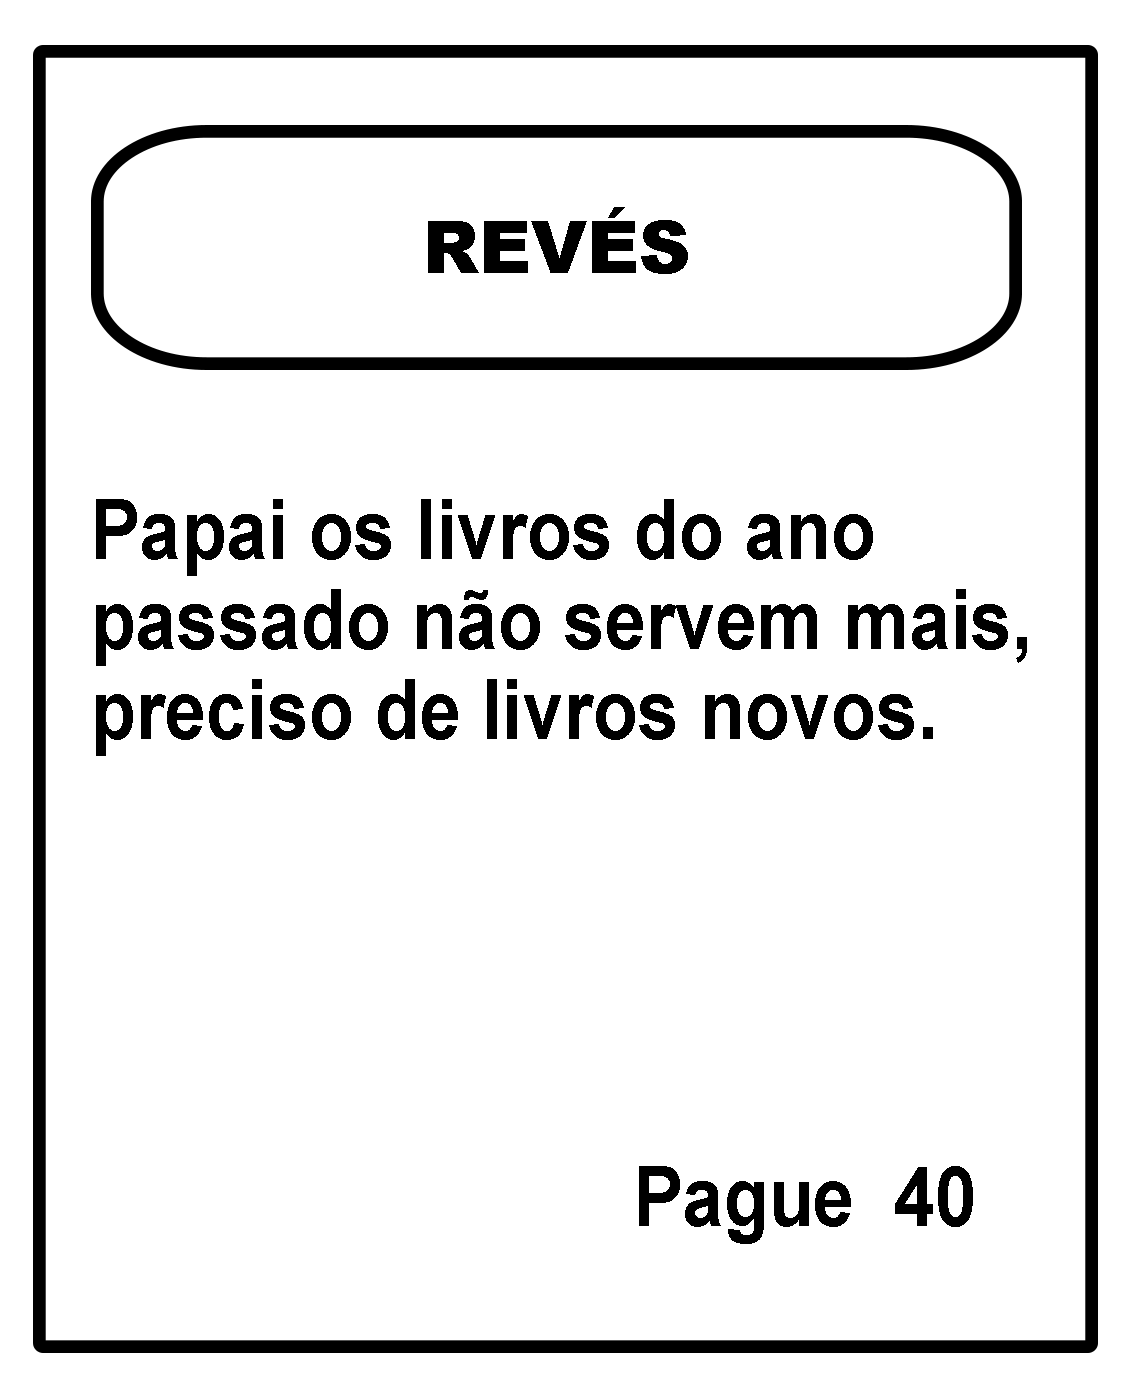 REVÉS
Papai os livros do ano
passado não servem mais,
preciso de livros novos.
Pague 40